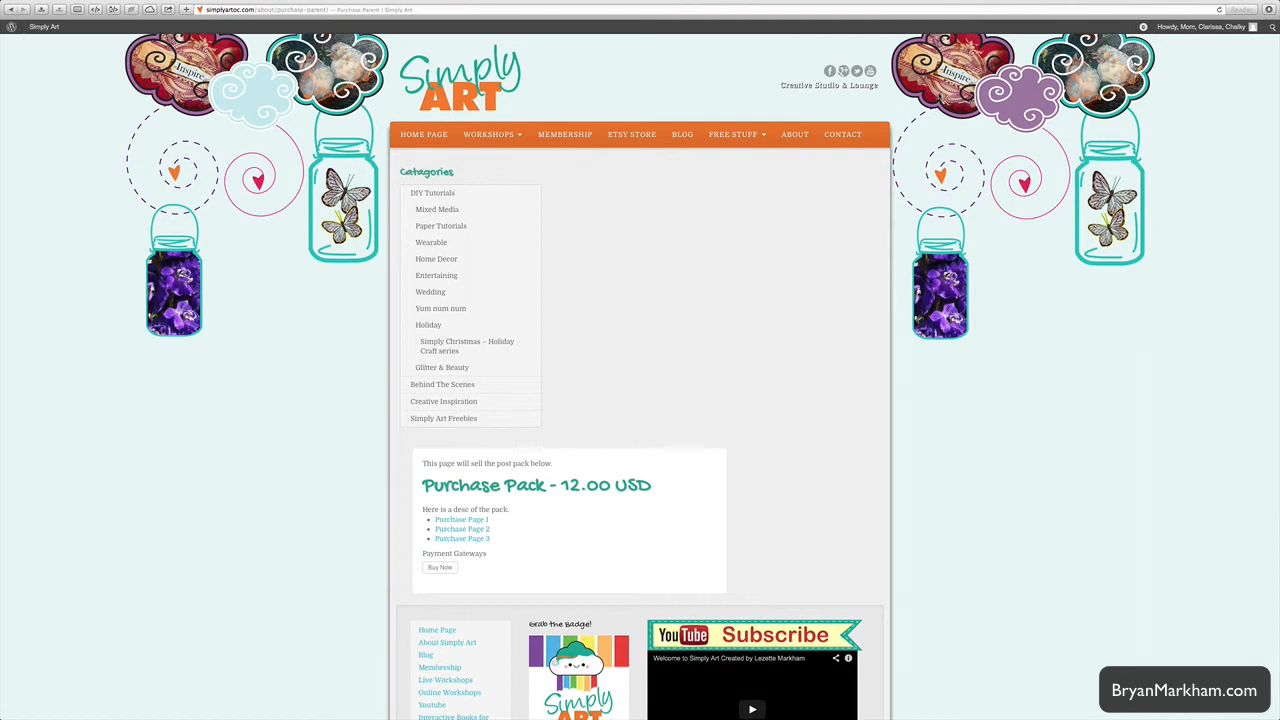 simplyartoc.com/about/purchase-parent/ — Purchase Parent | Simply Art
Reader
Simply Art
0
Howdy, Mom, Clarissa, Chalky
Inspire
Inspire
Simply
ART
Creative Studio & Lounge
HOME PAGE WORKSHOPS MEMBERSHIP ETSY STORE BLOG FREE STUFF ABOUT CONTACT
Catagories
DIY Tutorials
Mixed Media
Paper Tutorials
Wearable
Home Decor
Entertaining
Wedding
Yum num num
Holiday
Simply Christmas – Holiday
Craft series
Glitter & Beauty
Behind The Scenes
Creative Inspiration
Simply Art Freebies
This page will sell the post pack below.
Purchase Pack - 12.00 USD
Here is a desc of the pack.
Purchase Page 1
Purchase Page 2
Purchase Page 3
Payment Gateways
Buy Now
Home Page
About Simply Art
Blog
Membership
Live Workshops
Online Workshops
Youtube
Interactive Books for
Grab the Badge!
Simply
ART
YouTube Subscribe
Welcome to Simply Art Created by Lezette Markham
BryanMarkham.com